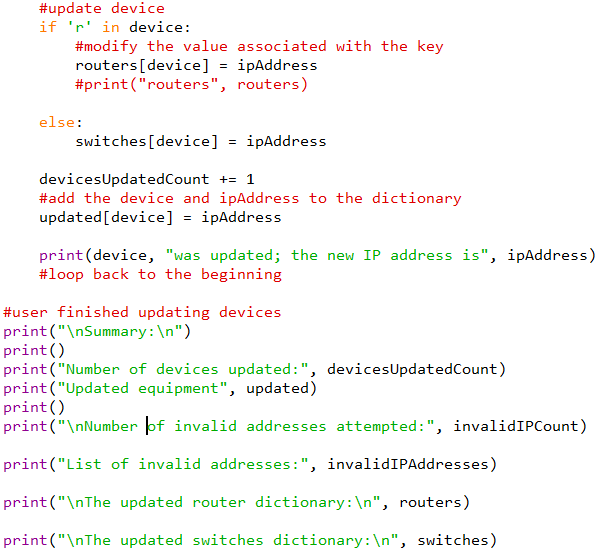 #update device
    if 'r' in device:
        #modify the value associated with the key
        routers[device] = ipAddress
        #print("routers", routers)
    else:
        switches[device] = ipAddress
    devicesUpdatedCount += 1
    #add the device and ipAddress to the dictionary
    updated[device] = ipAddress
    print(device, "was updated; the new IP address is", ipAddress)
    #loop back to the beginning
#user finished updating devices
print("\nSummary:\n")
print()
print("Number of devices updated:", devicesUpdatedCount)
print("Updated equipment", updated)
print()
print("\nNumber of invalid addresses attempted:", invalidIPCount)
print("List of invalid addresses:", invalidIPAddresses)
print("\nThe updated router dictionary:\n", routers)
print("\nThe updated switches dictionary:\n", switches)